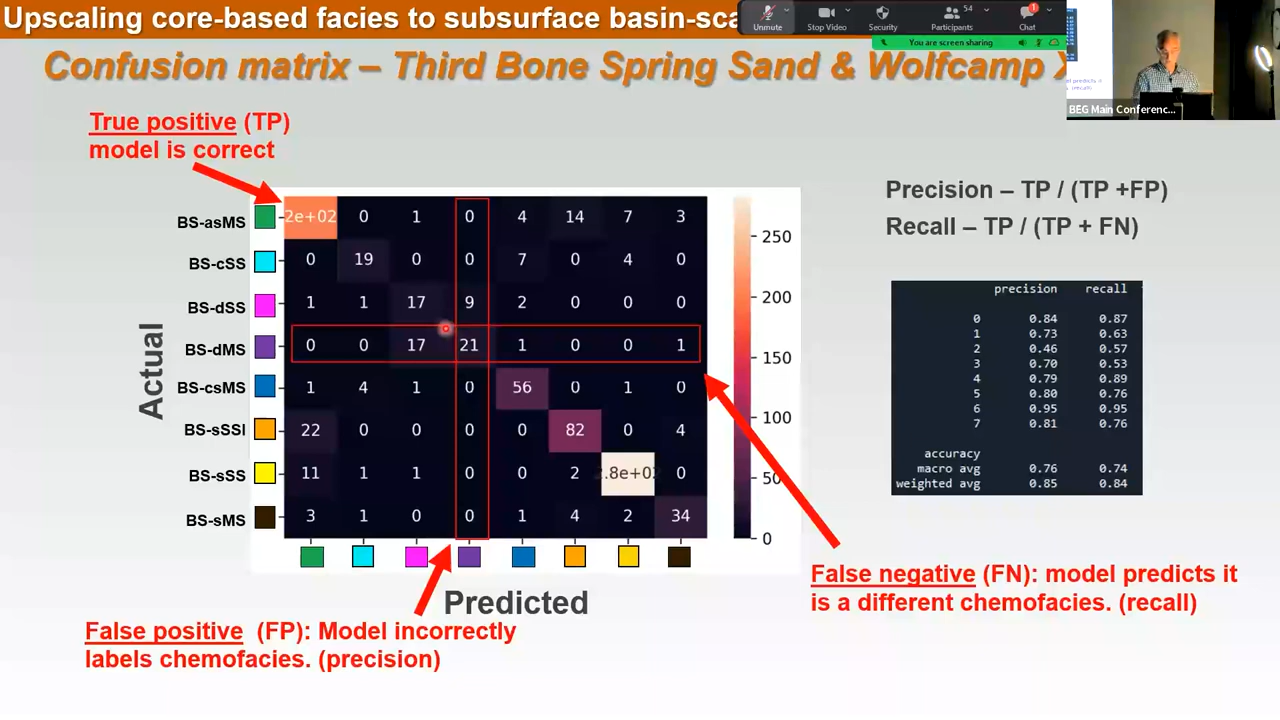 Upscaling core-based facies to subsurface basin-sca
Unmute
Stop Video
Security
54
Participants
1
Chat
You are screen sharing
BEG Main Conferenc...
Confusion matrix – Third Bone Spring Sand & Wolfcamp X
True positive (TP)
model is correct
Precision – TP / (TP +FP)
Recall – TP / (TP + FN)
Actual
BS-asMS 2e+02 0 1 0 4 14 7 3
BS-cSS 0 19 0 0 7 0 4 0
BS-dSS 1 1 17 9 2 0 0 0
BS-dMS 0 0 17 21 1 0 0 1
BS-csMS 1 4 1 0 56 0 1 0
BS-sSSl 22 0 0 0 0 82 0 4
BS-sSS 11 1 1 0 0 2 2.8e+02 0
BS-sMS 3 1 0 0 1 4 2 34
250
200
150
100
50
0
Predicted
precision recall
0 0.84 0.87
1 0.73 0.63
2 0.46 0.57
3 0.70 0.53
4 0.79 0.89
5 0.80 0.76
6 0.95 0.95
7 0.81 0.76
accuracy
macro avg 0.76 0.74
weighted avg 0.85 0.84
False negative (FN): model predicts it
is a different chemofacies. (recall)
False positive (FP): Model incorrectly
labels chemofacies. (precision)